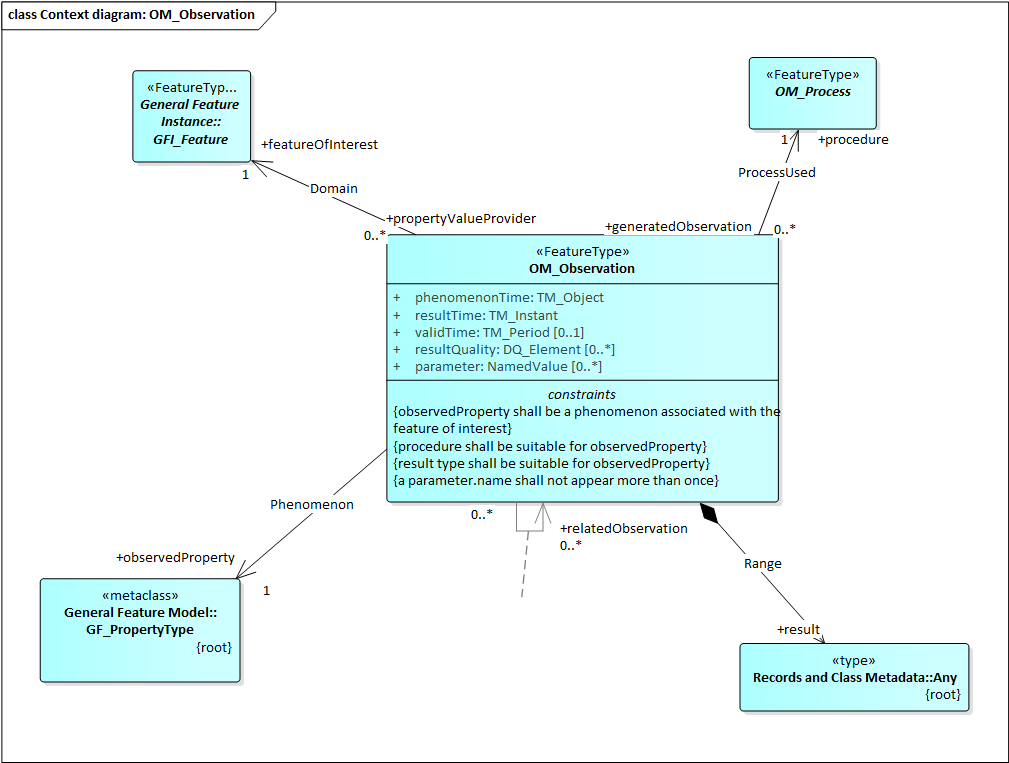 class Context diagram: OM_Observation
«FeatureTyp...
General Feature
Instance::
GFI_Feature
«FeatureType»
OM_Process
+featureOfInterest
1
1
+procedure
Domain
ProcessUsed
+propertyValueProvider
0..*
+generatedObservation
0..*
«FeatureType»
OM_Observation
+ phenomenonTime: TM_Object
+ resultTime: TM_Instant
+ validTime: TM_Period [0..1]
+ resultQuality: DQ_Element [0..*]
+ parameter: NamedValue [0..*]
constraints
{observedProperty shall be a phenomenon associated with the
feature of interest}
{procedure shall be suitable for observedProperty}
{result type shall be suitable for observedProperty}
{a parameter.name shall not appear more than once}
Phenomenon
0..*
+relatedObservation
0..*
+observedProperty
1
Range
+result
«metaclass»
General Feature Model::
GF_PropertyType
{root}
«type»
Records and Class Metadata::Any
{root}